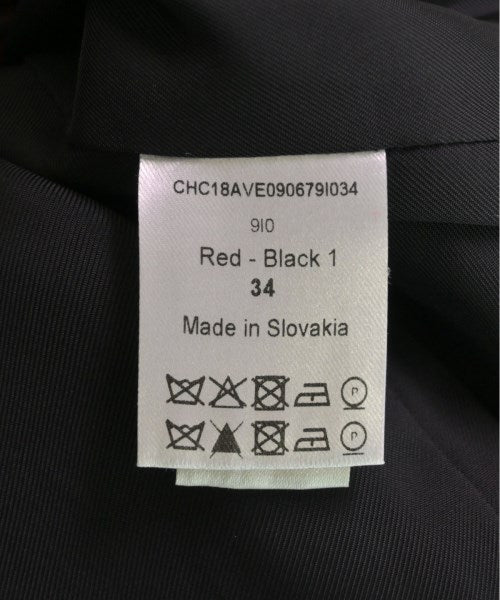 CHC18AVE090679I034
9I0
Red - Black 1
34
Made in Slovakia
P
P